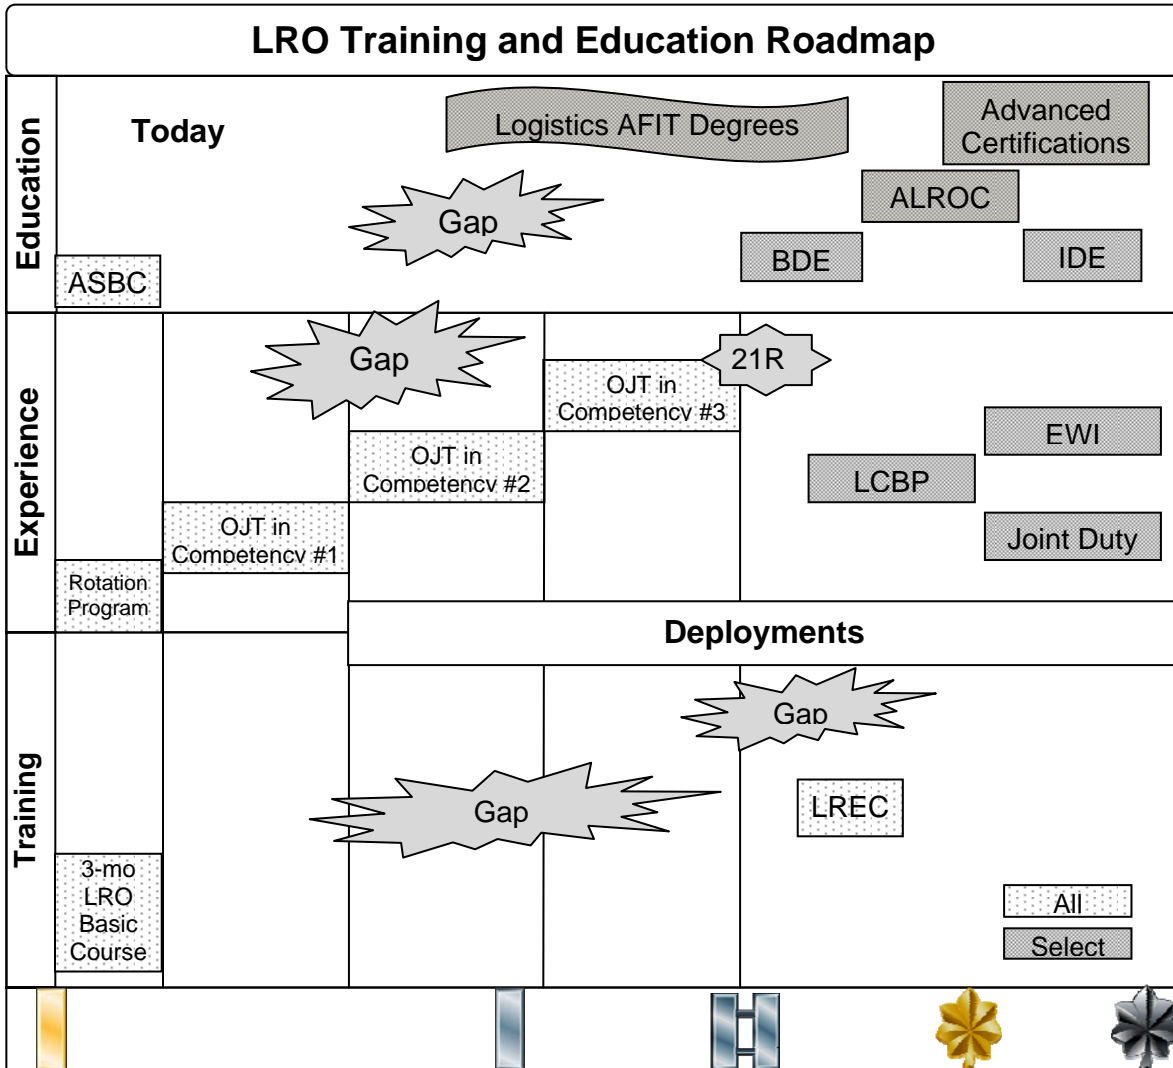 LRO Training and Education Roadmap
Education
Today
Logistics AFIT Degrees
Advanced
Certifications
Gap
ALROC
BDE
IDE
ASBC
Experience
Gap
21R
OJT in
Competency #3
OJT in
Competency #2
OJT in
Competency #1
EWI
LCBP
Joint Duty
Rotation
Program
Deployments
Training
Gap
Gap
LREC
3-mo
LRO
Basic
Course
All
Select